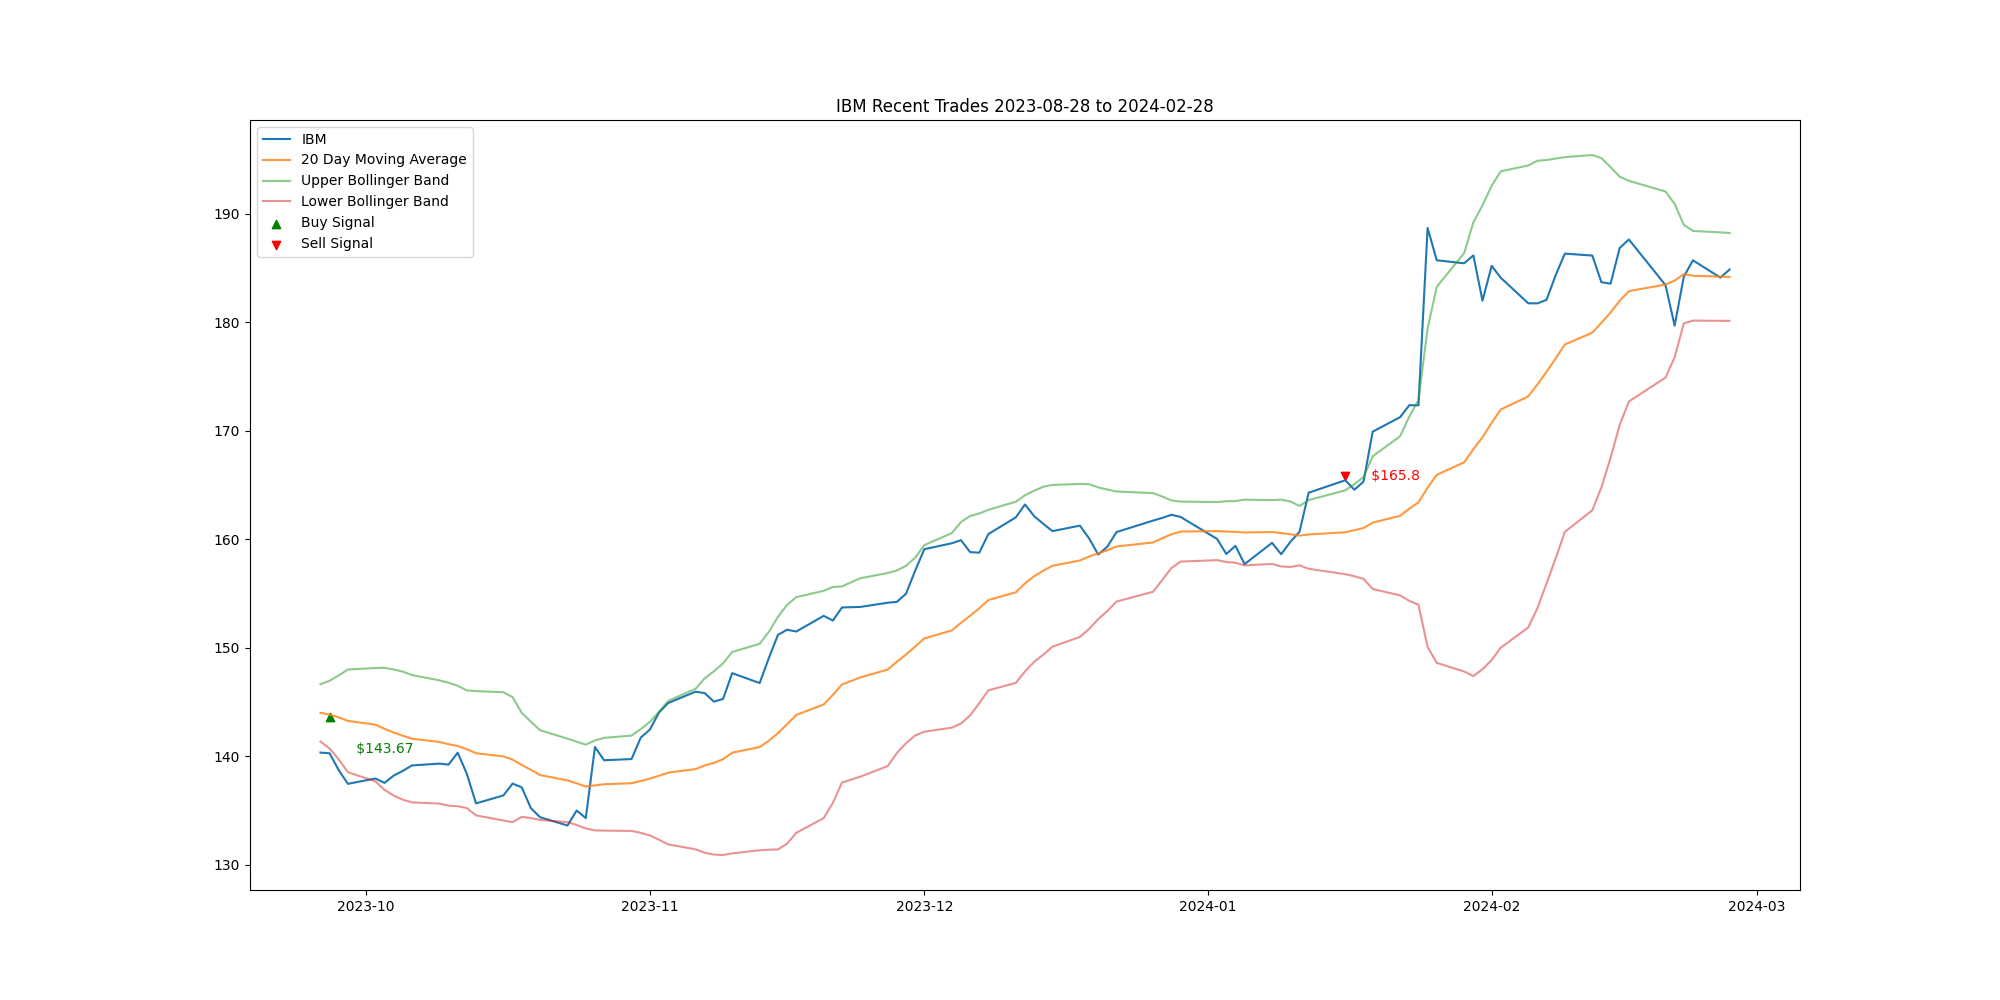 IBM Recent Trades 2023-08-28 to 2024-02-28
IBM
20 Day Moving Average
Upper Bollinger Band
Lower Bollinger Band
Buy Signal
Sell Signal
190
180
170
160
150
140
130
$165.8
$143.67
2023-10
2023-11
2023-12
2024-01
2024-02
2024-03